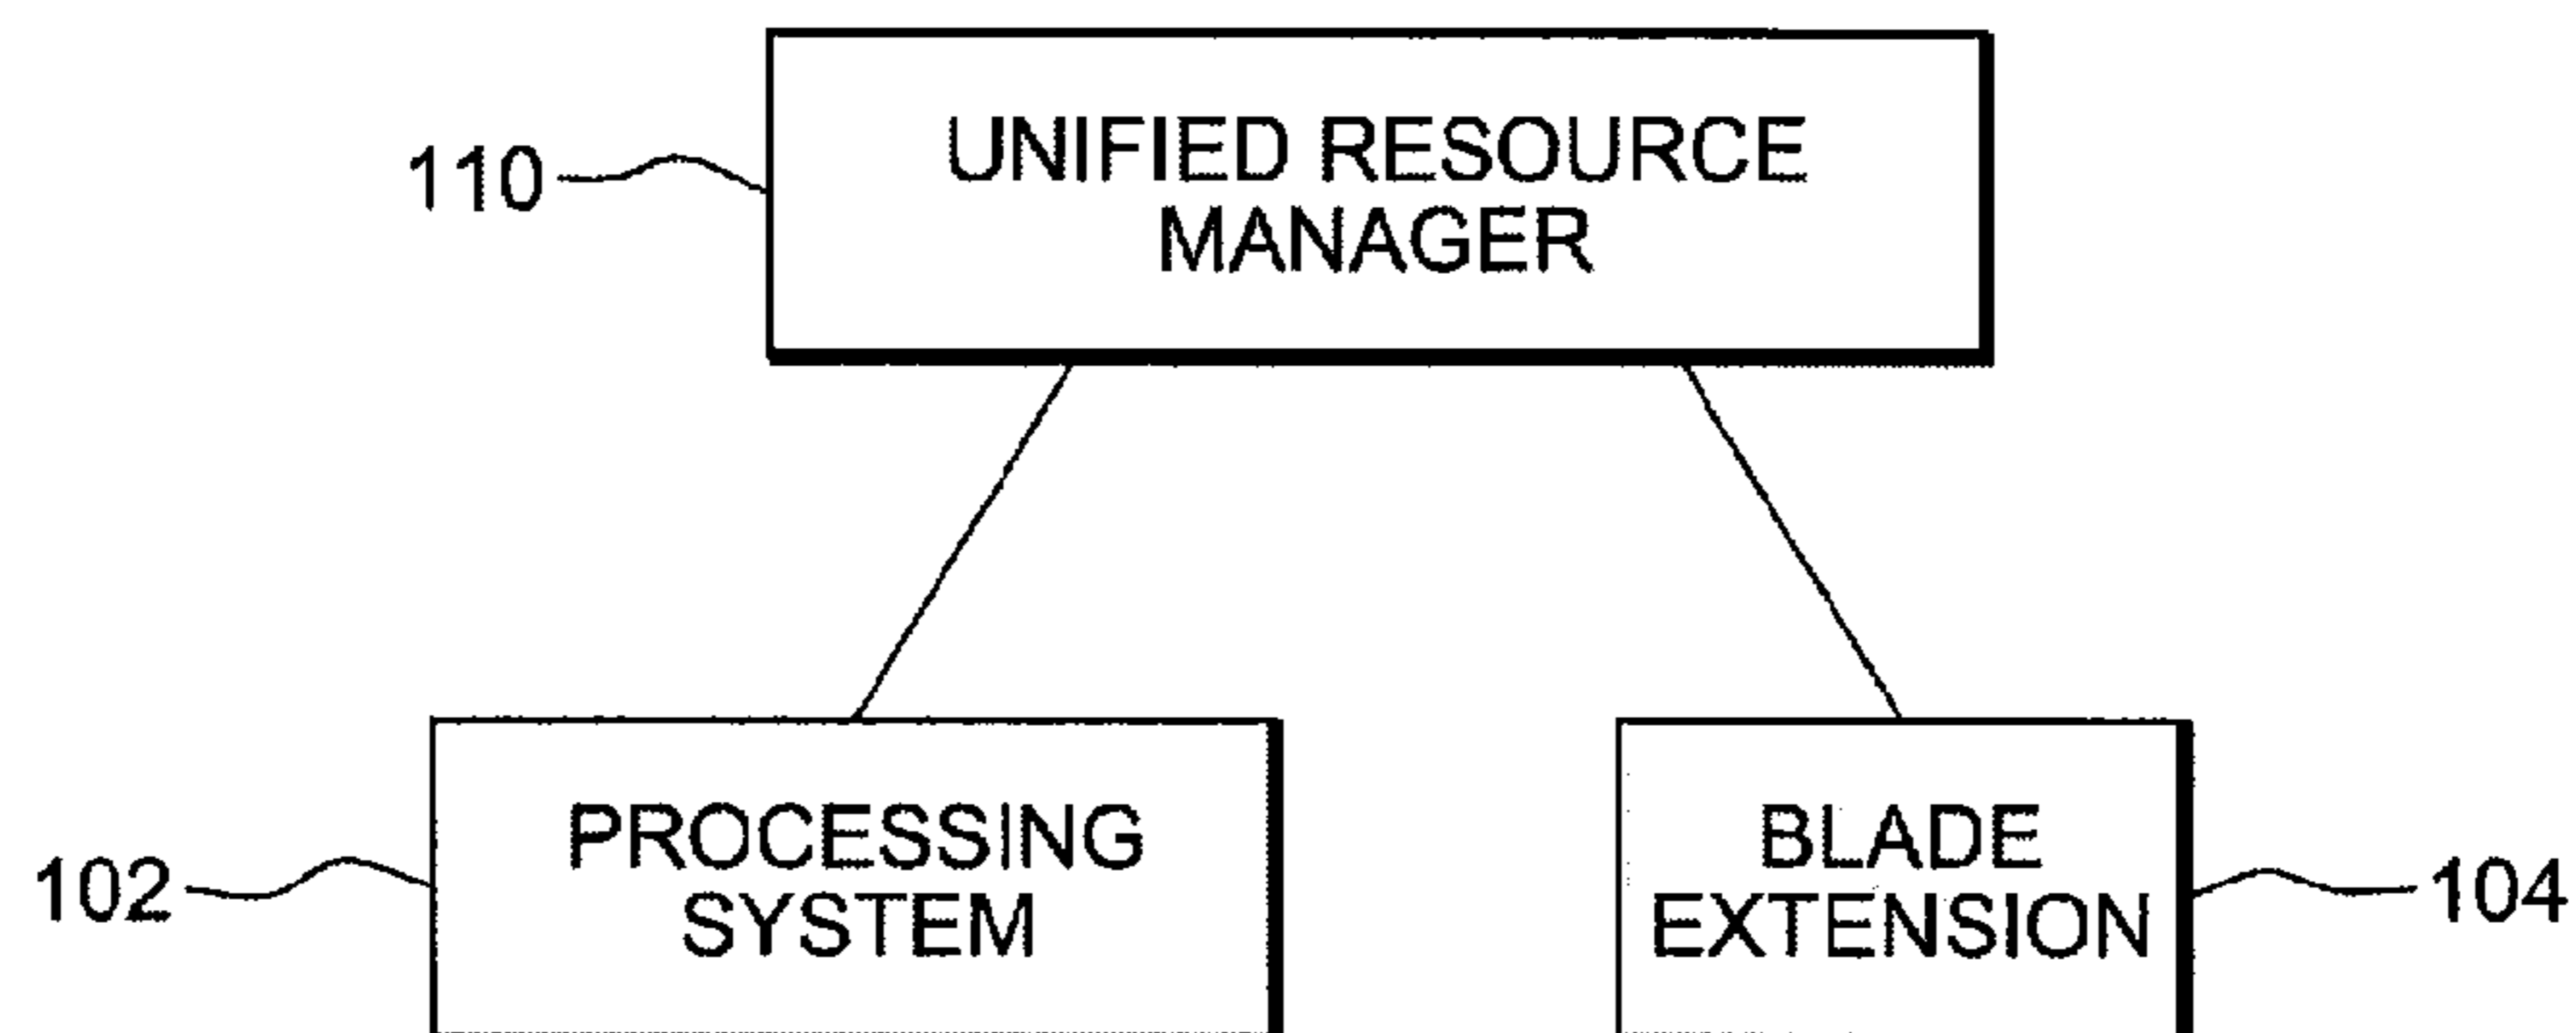 UNIFIED RESOURCE
MANAGER
110
PROCESSING
SYSTEM
102
BLADE
EXTENSION
104